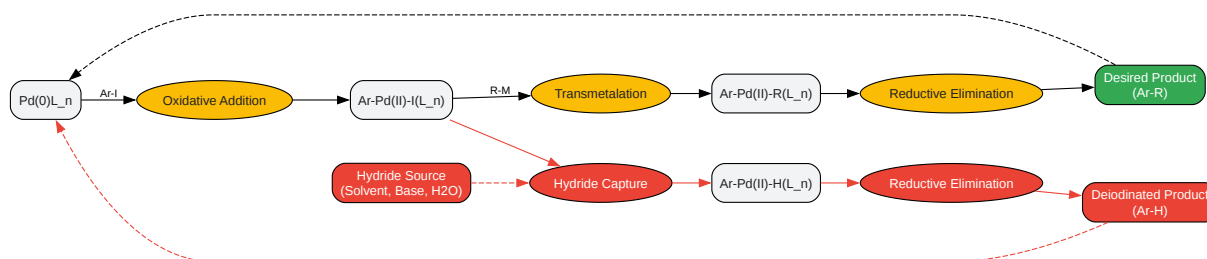 Pd(0)L_n
Ar-I
Oxidative Addition
Ar-Pd(II)-I(L_n)
R-M
Transmetalation
Ar-Pd(II)-R(L_n)
Reductive Elimination
Desired Product
(Ar-R)
Hydride Source
(Solvent, Base, H2O)
Hydride Capture
Ar-Pd(II)-H(L_n)
Reductive Elimination
Deiodinated Product
(Ar-H)